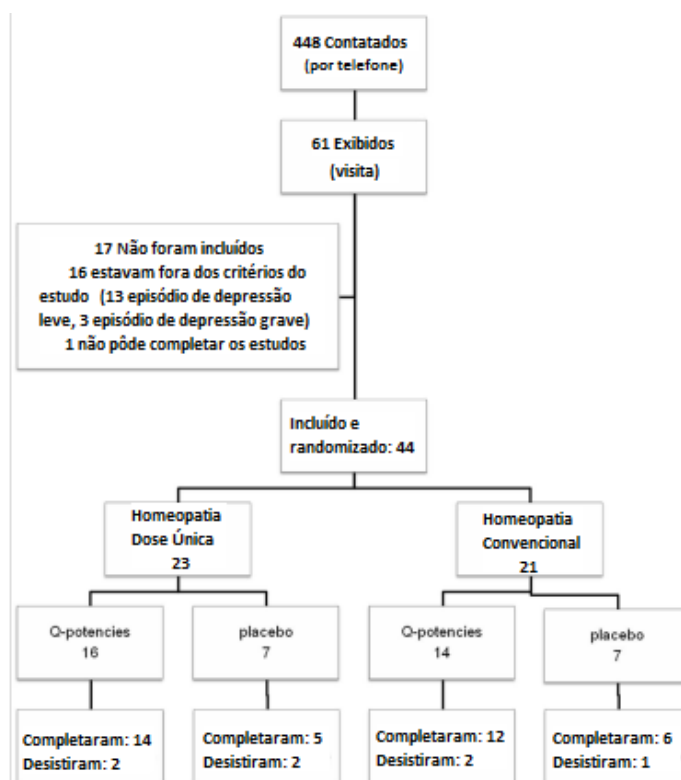 448 Contatados
(por telefone)
61 Exibidos
(visita)
17 Não foram incluídos
16 estavam fora dos critérios do
estudo (13 episódio de depressão
leve, 3 episódio de depressão grave)
1 não pôde completar os estudos
Incluído e
randomizado: 44
Homeopatia
Dose Única
23
Homeopatia
Convencional
21
Q-potencies
16
placebo
7
Q-potencies
14
placebo
7
Completaram: 14
Desistiram: 2
Completaram: 5
Desistiram: 2
Completaram: 12
Desistiram: 2
Completaram: 6
Desistiram: 1